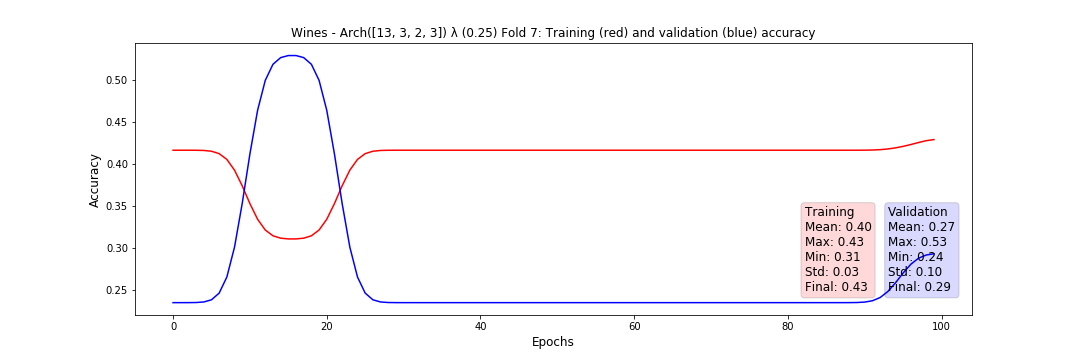 Wines - Arch([13, 3, 2, 3]) λ (0.25) Fold 7: Training (red) and validation (blue) accuracy
Accuracy
0.50
0.45
0.40
0.35
0.30
0.25
Training
Mean: 0.40
Max: 0.43
Min: 0.31
Std: 0.03
Final: 0.43
Validation
Mean: 0.27
Max: 0.53
Min: 0.24
Std: 0.10
Final: 0.29
0 20 40 60 80 100
Epochs